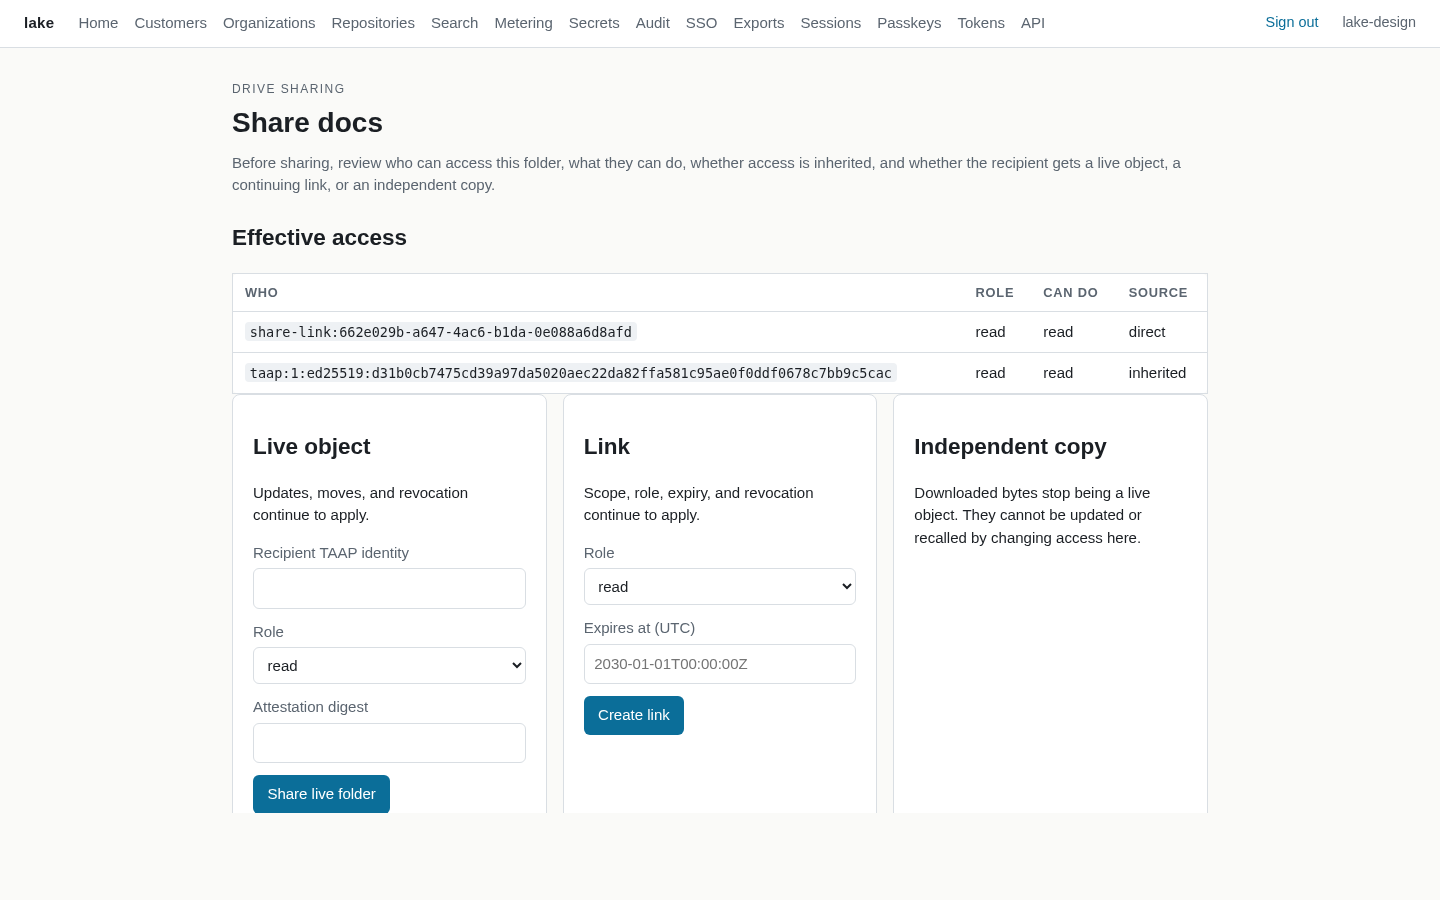 lake Home Customers Organizations Repositories Search Metering Secrets Audit SSO Exports Sessions Passkeys Tokens API Sign out lake-design
DRIVE SHARING
Share docs
Before sharing, review who can access this folder, what they can do, whether access is inherited, and whether the recipient gets a live object, a
continuing link, or an independent copy.
Effective access
WHO ROLE CAN DO SOURCE
share-link:662e029b-a647-4ac6-b1da-0e088a6d8afd read read direct
taap:1:ed25519:d31b0cb7475cd39a97da5020aec22da82ffa581c95ae0f0ddf0678c7bb9c5cac read read inherited
Live object
Updates, moves, and revocation
continue to apply.
Recipient TAAP identity
Role
read
Attestation digest
Share live folder
Link
Scope, role, expiry, and revocation
continue to apply.
Role
read
Expires at (UTC)
2030-01-01T00:00:00Z
Create link
Independent copy
Downloaded bytes stop being a live
object. They cannot be updated or
recalled by changing access here.